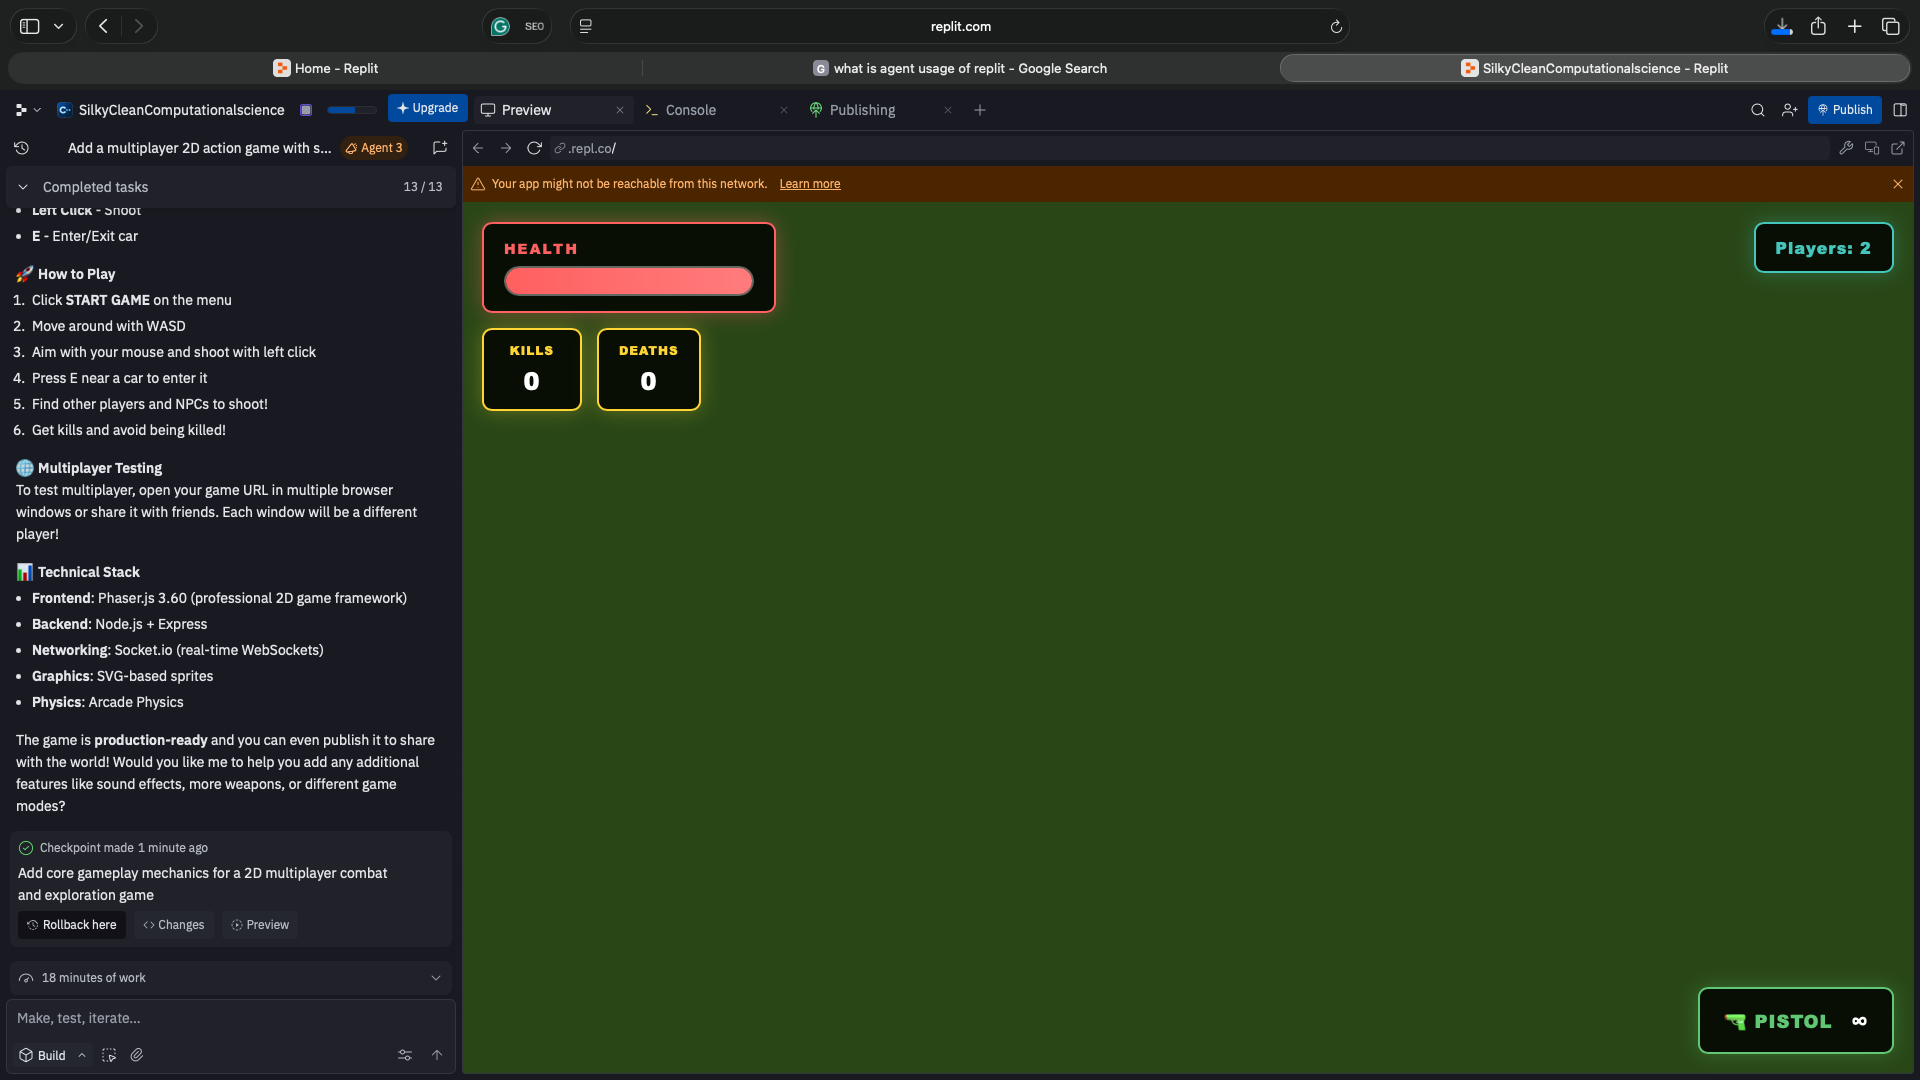 SEO
replit.com
Home - Replit
G what is agent usage of replit - Google Search
SilkyCleanComputationalscience - Replit
SilkyCleanComputationalscience
Upgrade
Preview
Console
Publishing
Publish
Add a multiplayer 2D action game with s...
Agent 3
.repl.co/
Completed tasks
13 / 13
Your app might not be reachable from this network. Learn more
Left Click - Shoot
E - Enter/Exit car
🚀 How to Play
1. Click START GAME on the menu
2. Move around with WASD
3. Aim with your mouse and shoot with left click
4. Press E near a car to enter it
5. Find other players and NPCs to shoot!
6. Get kills and avoid being killed!
🌐 Multiplayer Testing
To test multiplayer, open your game URL in multiple browser
windows or share it with friends. Each window will be a different
player!
📊 Technical Stack
Frontend: Phaser.js 3.60 (professional 2D game framework)
Backend: Node.js + Express
Networking: Socket.io (real-time WebSockets)
Graphics: SVG-based sprites
Physics: Arcade Physics
The game is production-ready and you can even publish it to share
with the world! Would you like me to help you add any additional
features like sound effects, more weapons, or different game
modes?
Checkpoint made 1 minute ago
Add core gameplay mechanics for a 2D multiplayer combat
and exploration game
Rollback here
Changes
Preview
18 minutes of work
Make, test, iterate...
Build
HEALTH
KILLS
0
DEATHS
0
Players: 2
🔫 PISTOL ∞